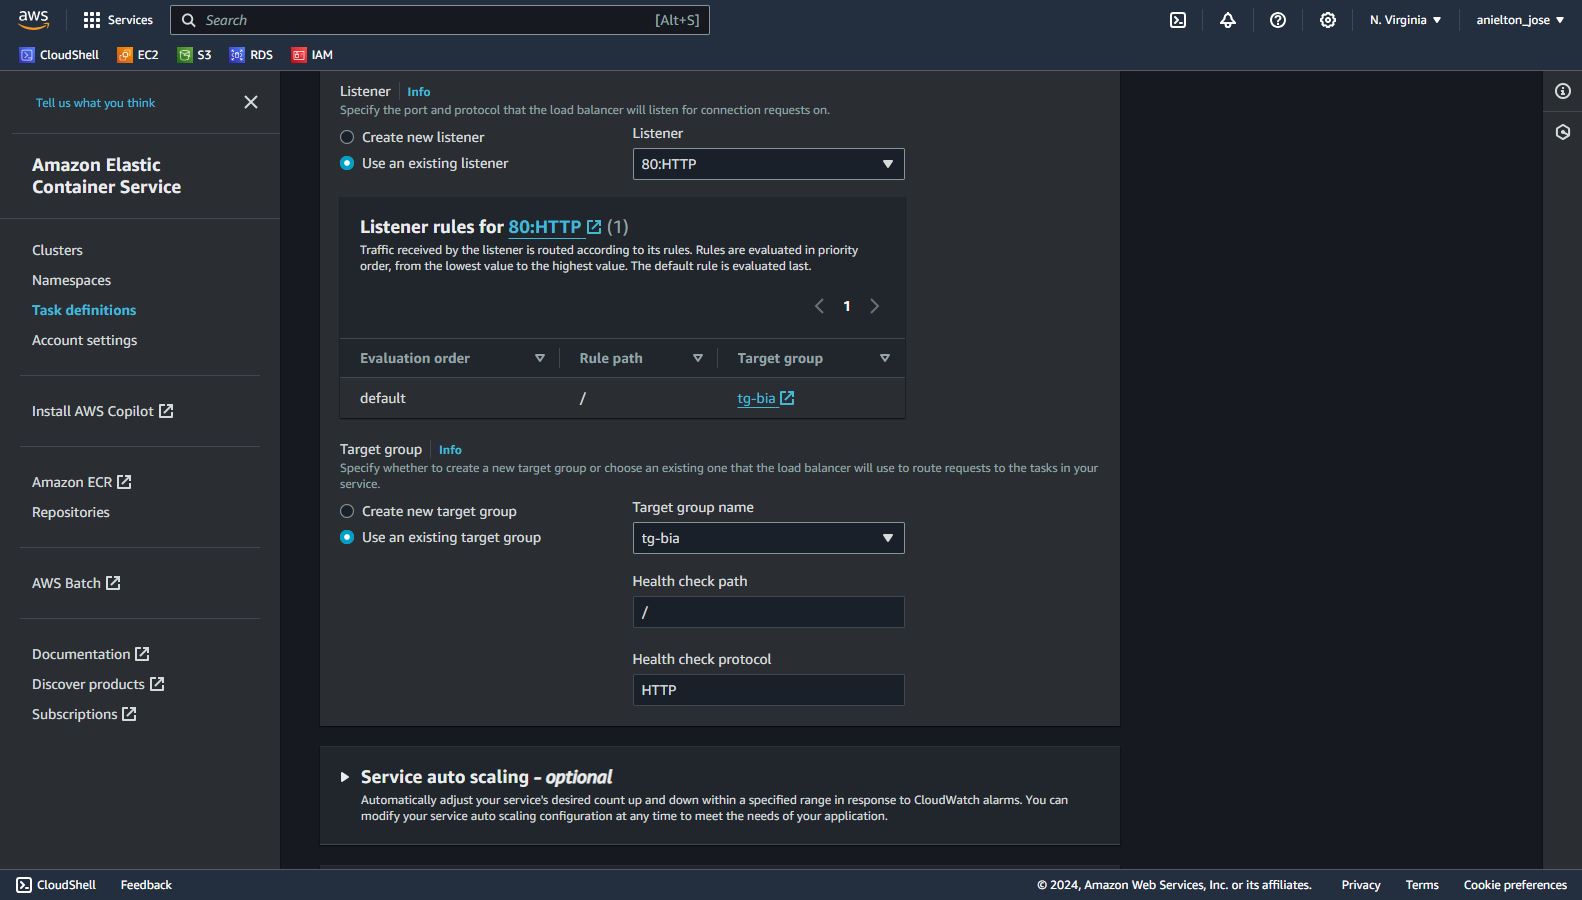 aws
Services
Search
[Alt+S]
N. Virginia
anielton_jose
CloudShell
EC2
S3
RDS
IAM
Tell us what you think
Amazon Elastic
Container Service
Clusters
Namespaces
Task definitions
Account settings
Install AWS Copilot
Amazon ECR
Repositories
AWS Batch
Documentation
Discover products
Subscriptions
Listener
Info
Specify the port and protocol that the load balancer will listen for connection requests on.
Create new listener
Use an existing listener
Listener
80:HTTP
Listener rules for 80:HTTP (1)
Traffic received by the listener is routed according to its rules. Rules are evaluated in priority
order, from the lowest value to the highest value. The default rule is evaluated last.
1
Evaluation order
Rule path
Target group
default
/
tg-bia
Target group
Info
Specify whether to create a new target group or choose an existing one that the load balancer will use to route requests to the tasks in your
service.
Create new target group
Use an existing target group
Target group name
tg-bia
Health check path
/
Health check protocol
HTTP
Service auto scaling - optional
Automatically adjust your service's desired count up and down within a specified range in response to CloudWatch alarms. You can
modify your service auto scaling configuration at any time to meet the needs of your application.
CloudShell
Feedback
© 2024, Amazon Web Services, Inc. or its affiliates.
Privacy
Terms
Cookie preferences